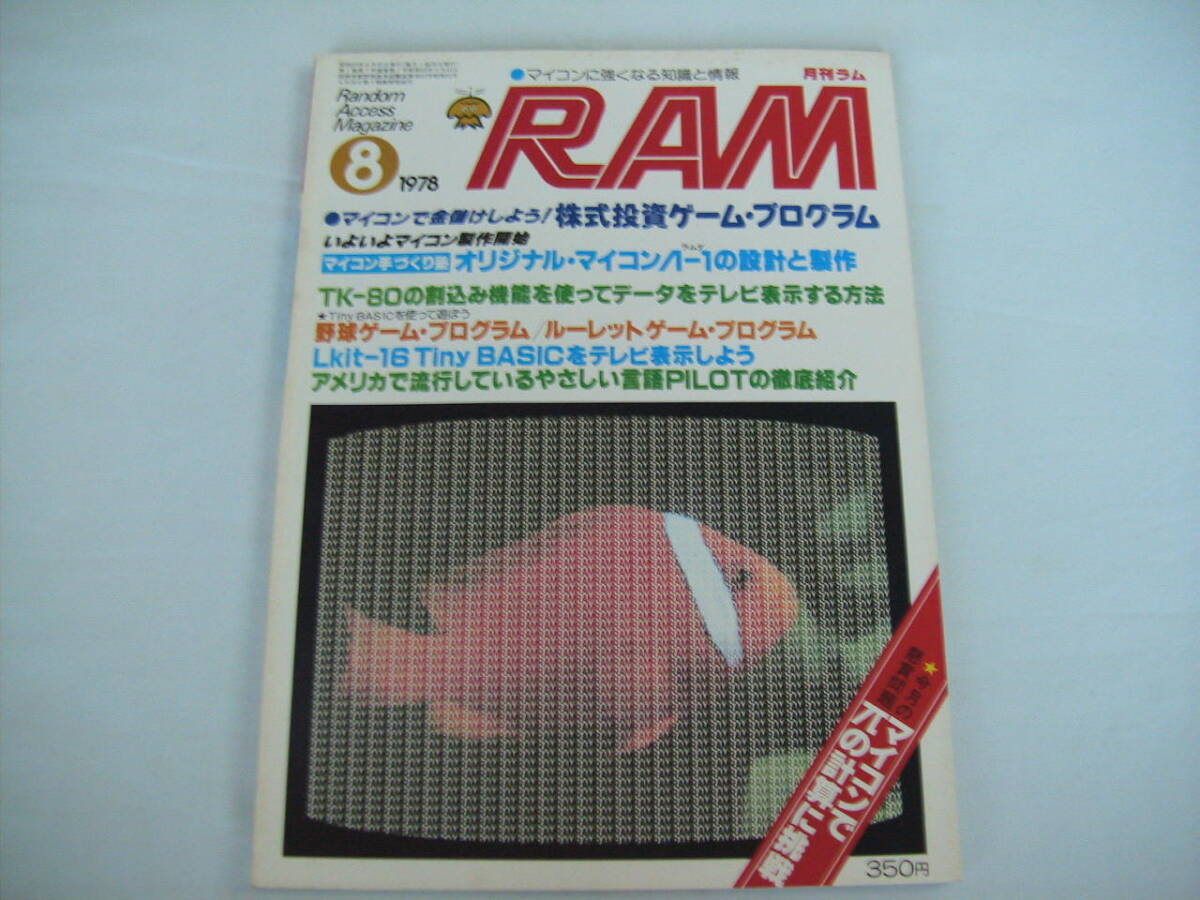 ●マイコンに強くなる知識と情報
月刊ラム
Random
Access
Magazine
RAM
8
1978
●マイコンで金儲けしよう! 株式投資ゲーム・プログラム
いよいよマイコン製作開始
マイコン手づくり塾 オリジナル・マイコン/1-1の設計と製作
TK-80の割込み機能を使ってデータをテレビ表示する方法
★Tiny BASICを使って遊ぼう
野球ゲーム・プログラム/ルーレットゲーム・プログラム
Lkit-16 Tiny BASICをテレビ表示しよう
アメリカで流行しているやさしい言語PILOTの徹底紹介
★今月の
マイコンで
πの計算に挑戦
350円